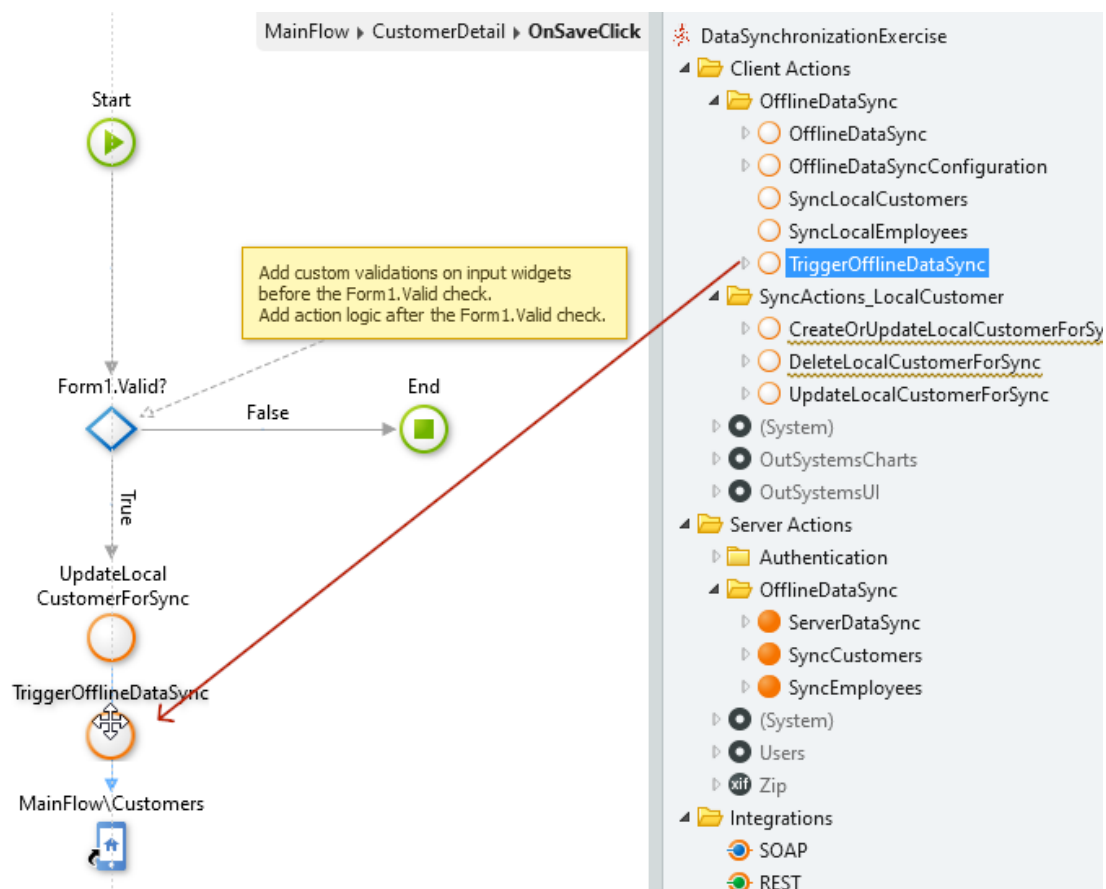 MainFlow CustomerDetail OnSaveClick
Start
Add custom validations on input widgets
before the Form1.Valid check.
Add action logic after the Form1.Valid check.
Form1.Valid?
False
End
True
UpdateLocal
CustomerForSync
TriggerOfflineDataSync
MainFlow\Customers
DataSynchronizationExercise
Client Actions
OfflineDataSync
OfflineDataSync
OfflineDataSyncConfiguration
SyncLocalCustomers
SyncLocalEmployees
TriggerOfflineDataSync
SyncActions_LocalCustomer
CreateOrUpdateLocalCustomerForSy
DeleteLocalCustomerForSync
UpdateLocalCustomerForSync
(System)
OutSystemsCharts
OutSystemsUI
Server Actions
Authentication
OfflineDataSync
ServerDataSync
SyncCustomers
SyncEmployees
(System)
Users
xif Zip
Integrations
SOAP
REST